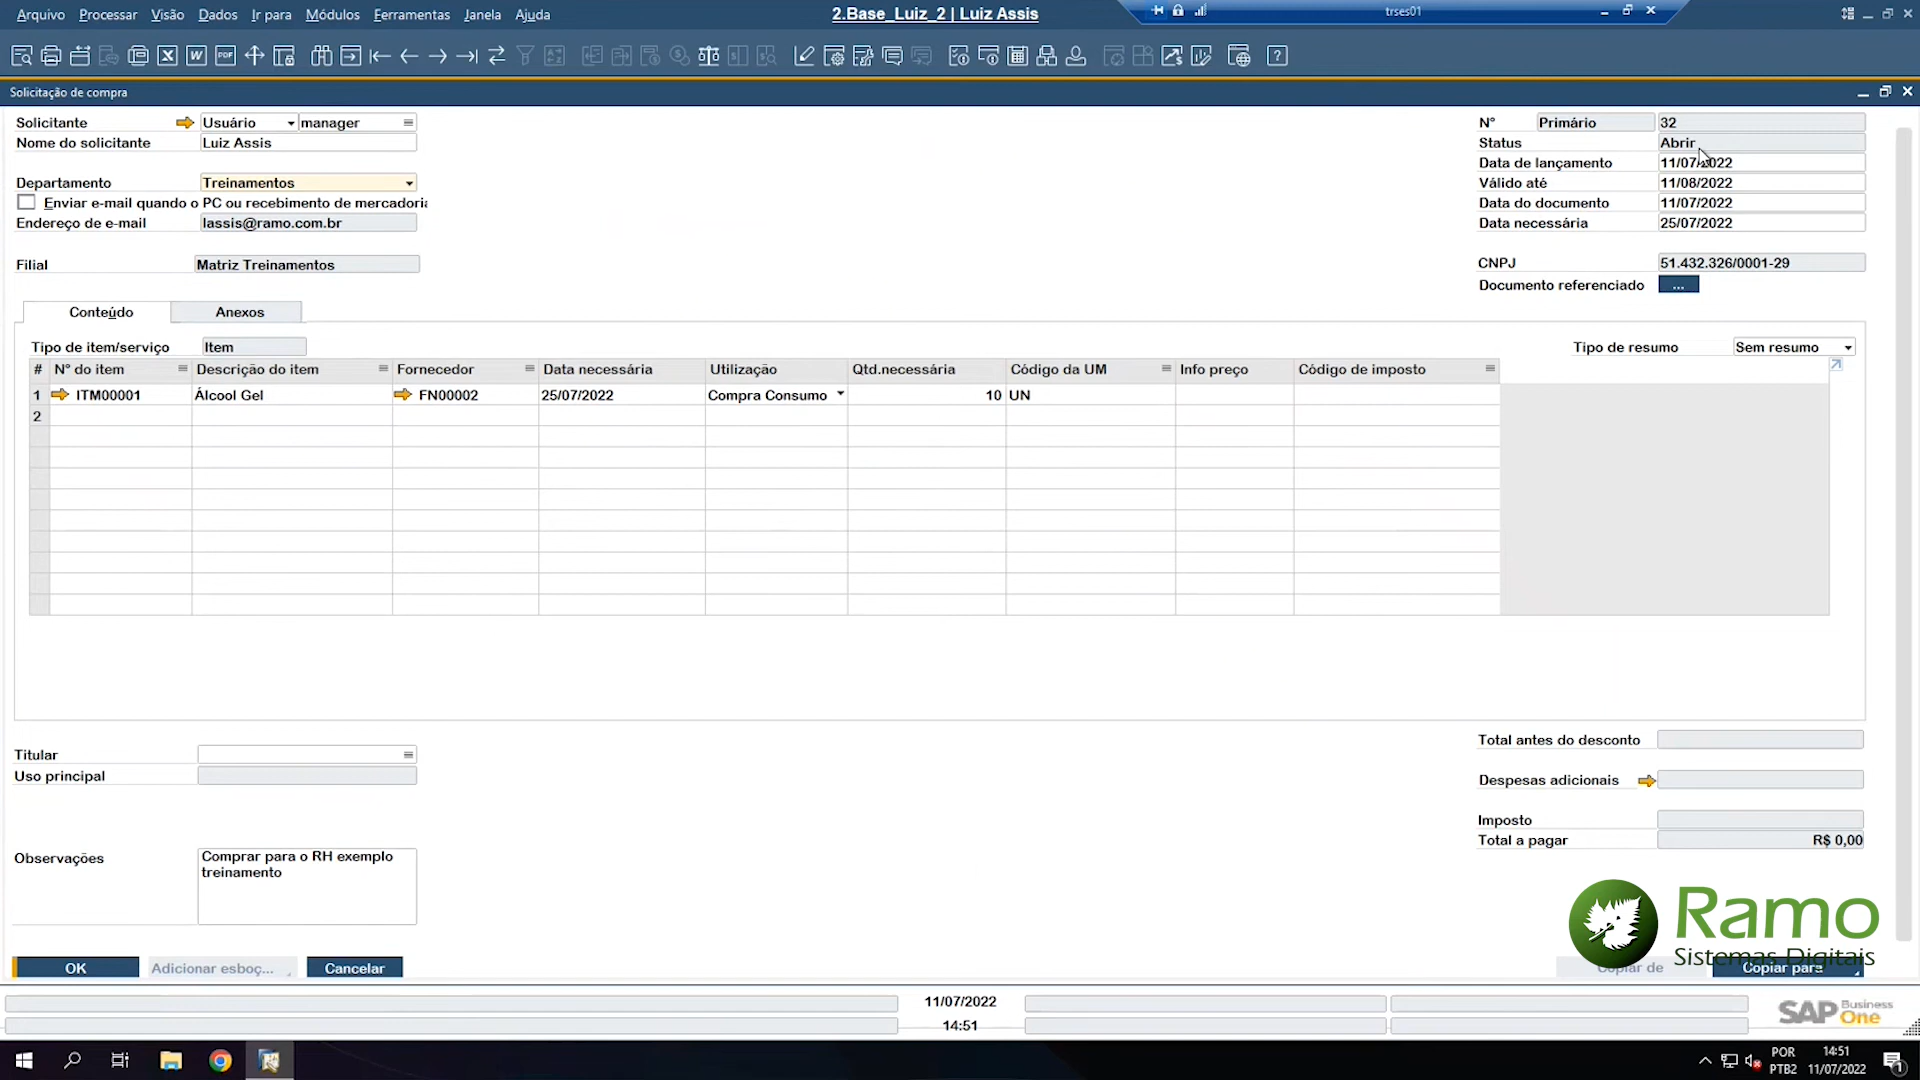 Arquivo Processar Visão Dados Ir para Módulos Ferramentas Janela Ajuda
2.Base_Luiz_2 | Luiz Assis
trses01
Solicitação de compra
Solicitante Usuário manager
Nome do solicitante Luiz Assis
Departamento Treinamentos
Enviar e-mail quando o PC ou recebimento de mercadoria
Endereço de e-mail lassis@ramo.com.br
Filial Matriz Treinamentos
N° Primário 32
Status Abrir
Data de lançamento 11/07/2022
Válido até 11/08/2022
Data do documento 11/07/2022
Data necessária 25/07/2022
CNPJ 51.432.326/0001-29
Documento referenciado ...
Conteúdo Anexos
Tipo de item/serviço Item
Tipo de resumo Sem resumo
# N° do item Descrição do item Fornecedor Data necessária Utilização Qtd.necessária Código da UM Info preço Código de imposto
1 ITM00001 Álcool Gel FN00002 25/07/2022 Compra Consumo 10 UN
2
Titular
Uso principal
Observações Comprar para o RH exemplo
treinamento
Total antes do desconto
Despesas adicionais
Imposto
Total a pagar R$ 0,00
Ramo
Sistemas Digitais
OK Adicionar esboç... Cancelar
Copiar de Copiar para
11/07/2022
14:51
SAP Business One
POR
PTB2
14:51
11/07/2022
1